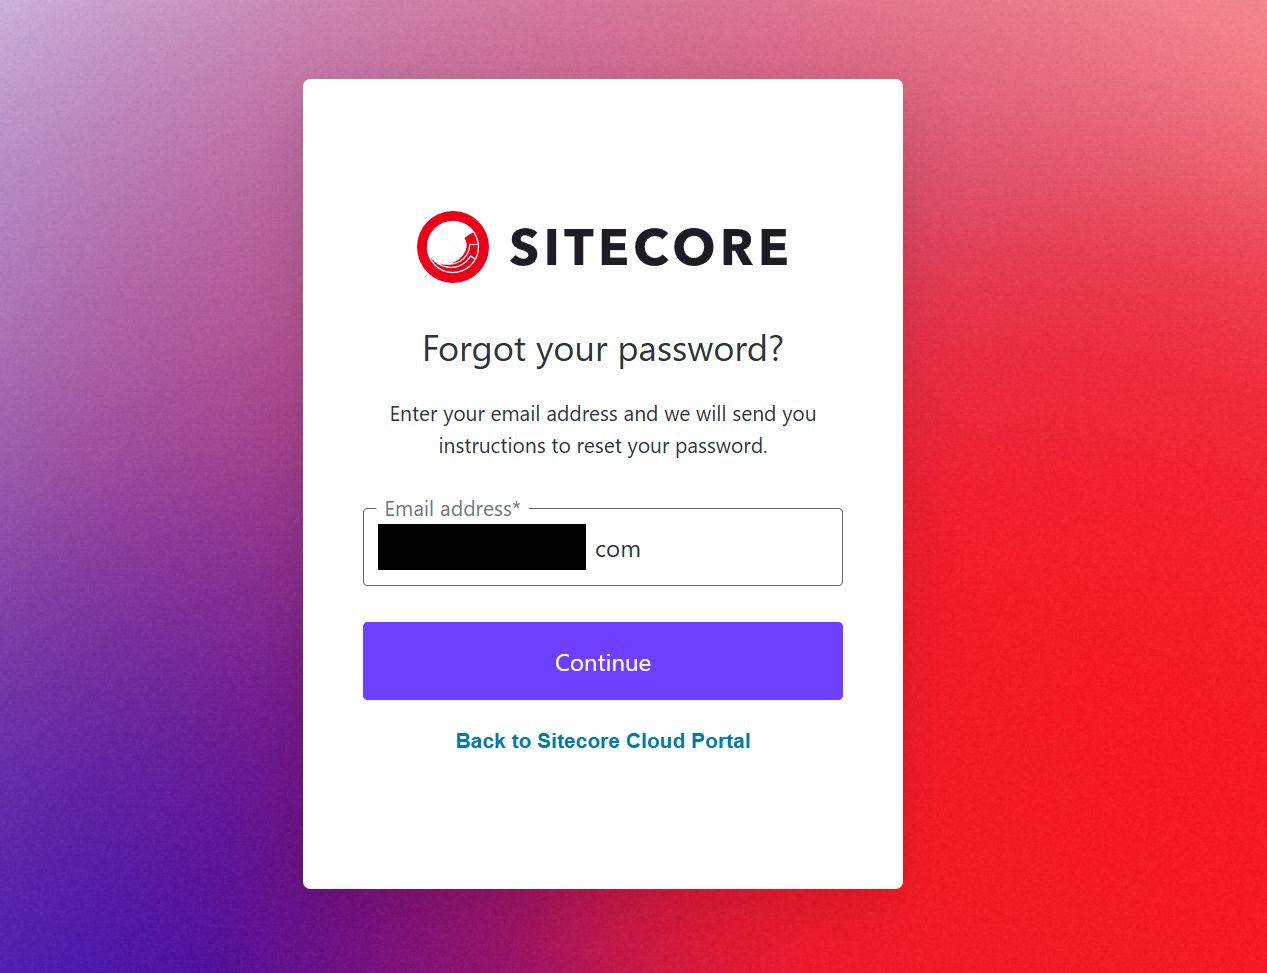 SITECORE
Forgot your password?
Enter your email address and we will send you
instructions to reset your password.
Email address*
com
Continue
Back to Sitecore Cloud Portal